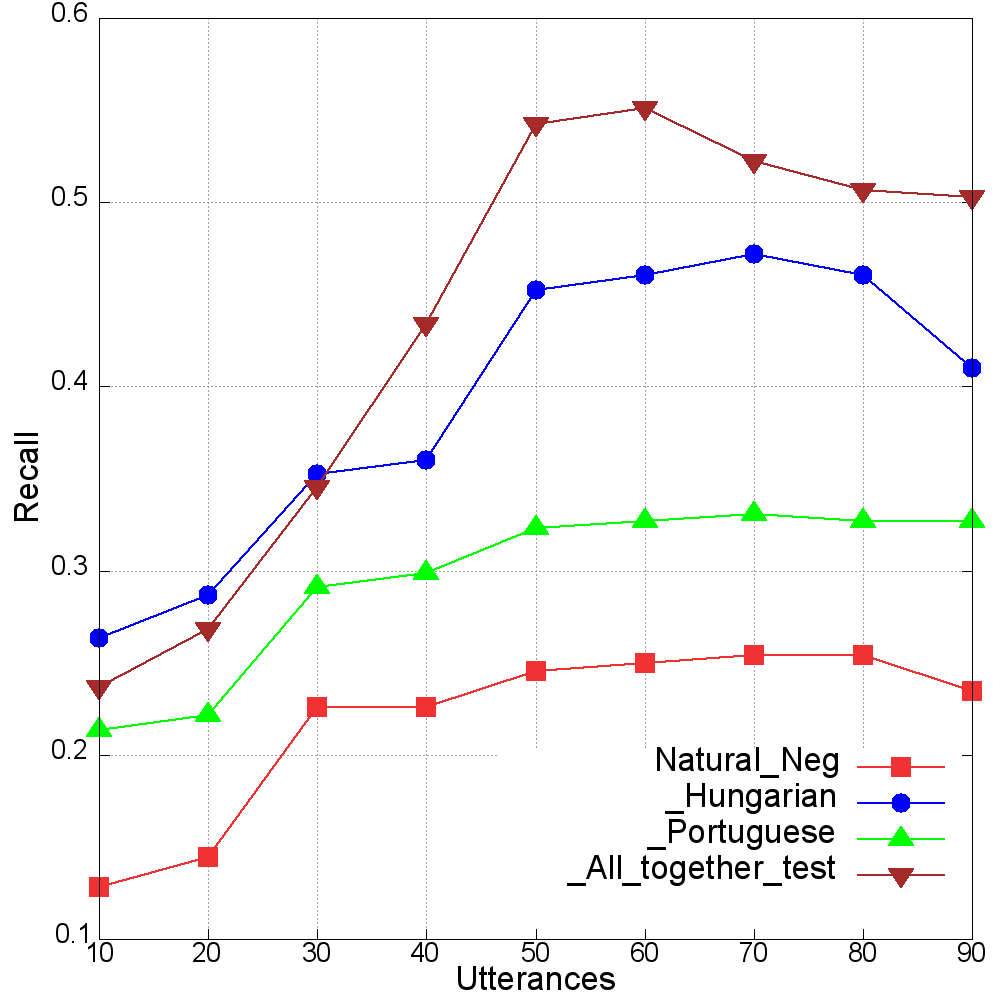 0.6
0.5
0.4
0.3
0.2
0.1
Recall
Natural_Neg
_Hungarian
_Portuguese
_All_together_test
10 20 30 40 50 60 70 80 90
Utterances